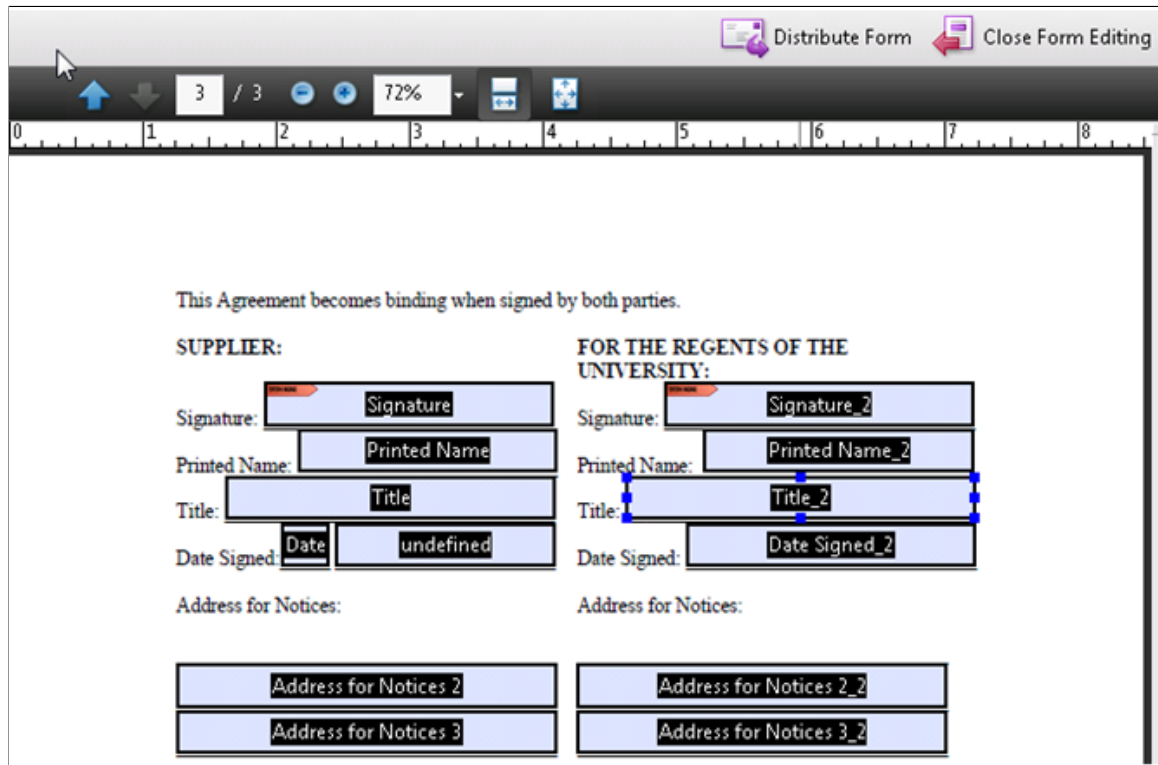 Distribute Form Close Form Editing
3 / 3 72%
0 1 2 3 4 5 6 7 8
This Agreement becomes binding when signed by both parties.
SUPPLIER:
Signature: Signature
Printed Name: Printed Name
Title: Title
Date Signed: Date undefined
Address for Notices:
Address for Notices 2
Address for Notices 3
FOR THE REGENTS OF THE
UNIVERSITY:
Signature: Signature_2
Printed Name: Printed Name_2
Title: Title_2
Date Signed: Date Signed_2
Address for Notices:
Address for Notices 2_2
Address for Notices 3_2